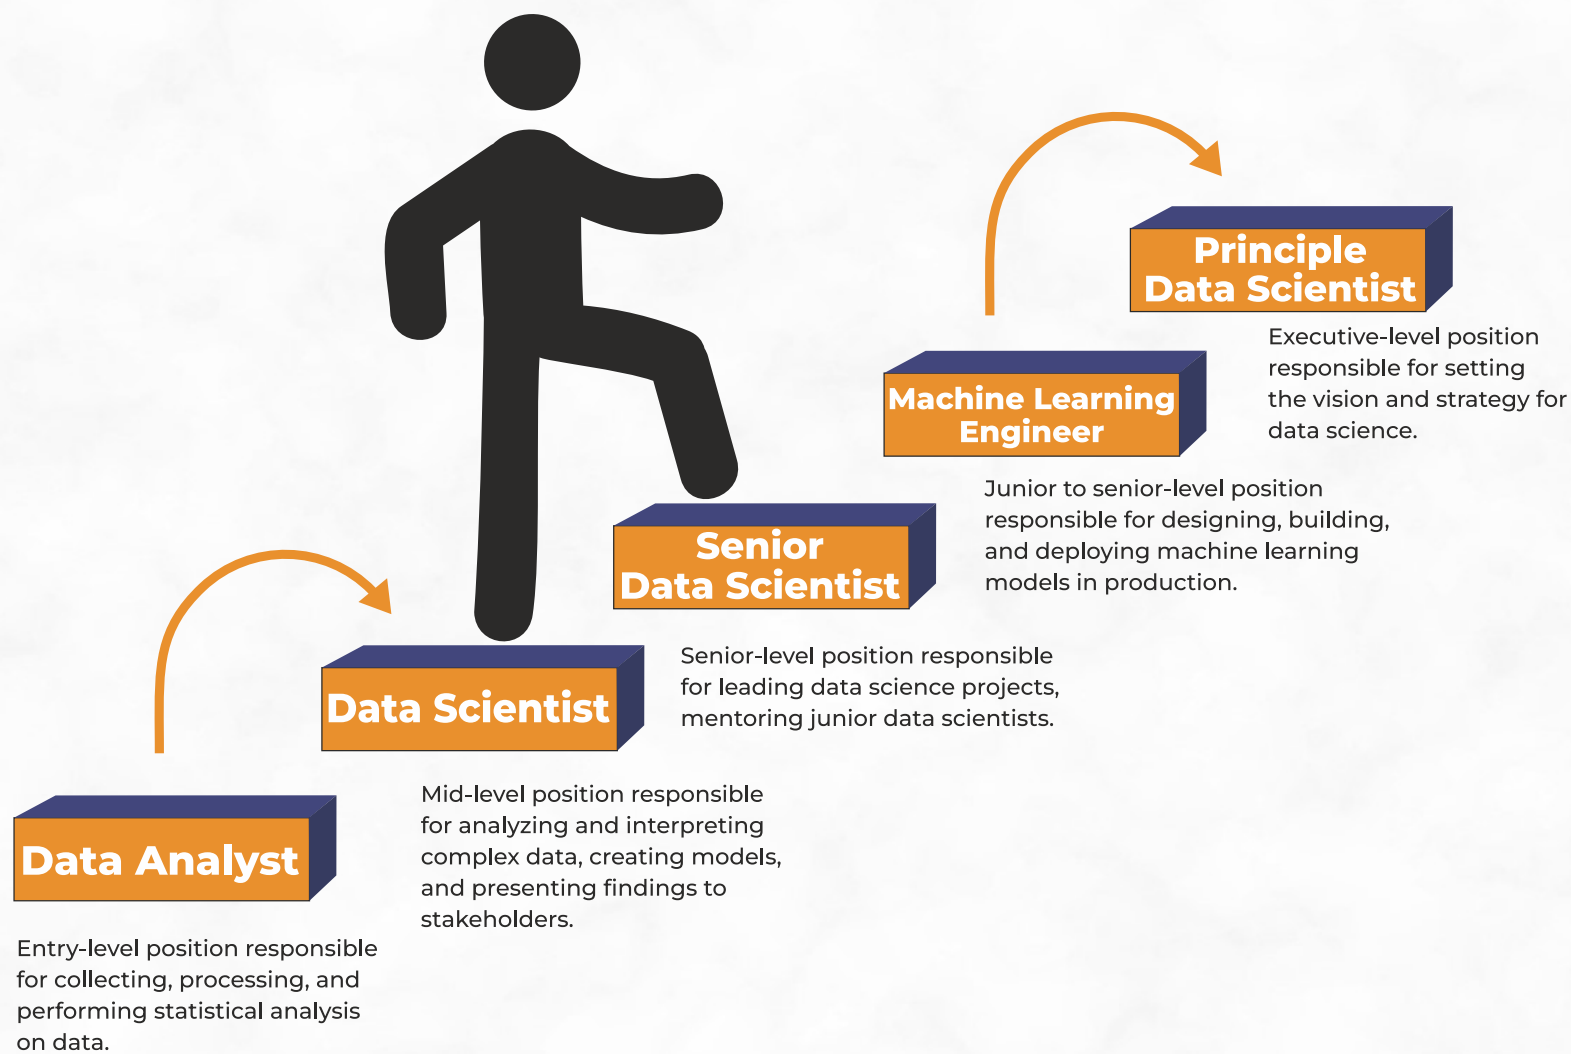 Principle
Data Scientist
Executive-level position
responsible for setting
the vision and strategy for
data science.
Machine Learning
Engineer
Junior to senior-level position
responsible for designing, building,
and deploying machine learning
models in production.
Senior
Data Scientist
Senior-level position responsible
for leading data science projects,
mentoring junior data scientists.
Data Scientist
Mid-level position responsible
for analyzing and interpreting
complex data, creating models,
and presenting findings to
stakeholders.
Data Analyst
Entry-level position responsible
for collecting, processing, and
performing statistical analysis
on data.